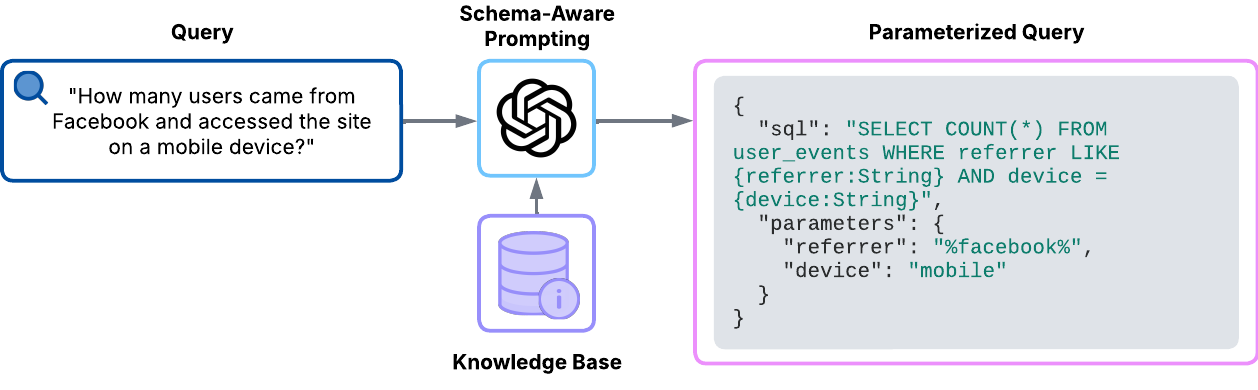 Query
"How many users came from
Facebook and accessed the site
on a mobile device?"
Schema-Aware
Prompting
Knowledge Base
i
Parameterized Query
{
  "sql": "SELECT COUNT(*) FROM
user_events WHERE referrer LIKE
{referrer:String} AND device =
{device:String}",
  "parameters": {
    "referrer": "%facebook%",
    "device": "mobile"
  }
}